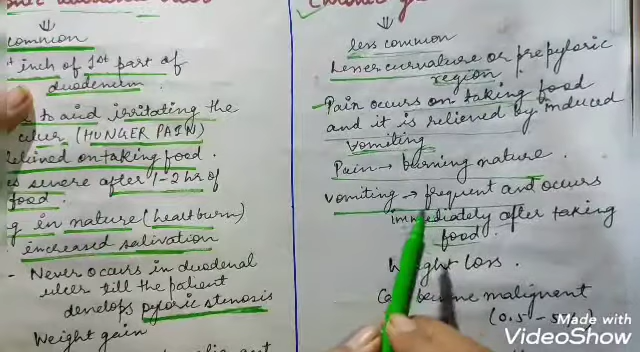 common
inch of 1st part of
duodenum
to acid irritating the
ulcer (HUNGER PAIN)
on taking food.
severe after 1-2 hr of
food.
in nature (heartburn)
increased salivation
- Never occurs in duodenal
ulcer till the patient
develops pyloric stenosis
Weight gain
Chronic
less common
Lesser curvature or prepyloric
region.
Pain occurs on taking food
and it is relieved by induced
vomiting
Pain → burning nature.
vomiting → frequent and occurs
immediately after taking
food.
Weight loss.
malignant
(0.5-
Made with
VideoShow